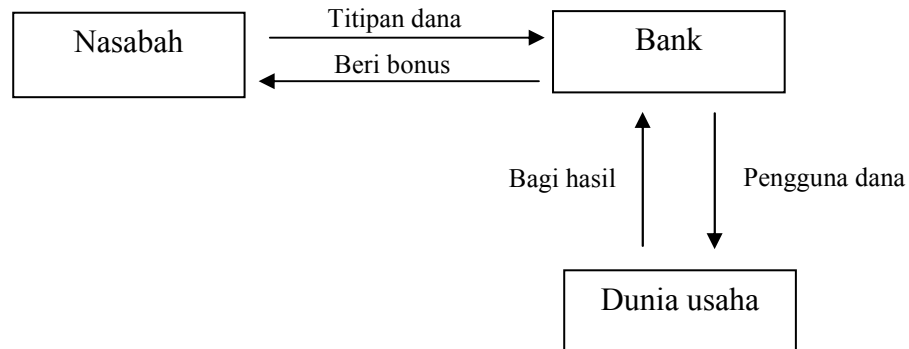 Titipan dana
Nasabah
Bank
Beri bonus
Bagi hasil
Pengguna dana
Dunia usaha